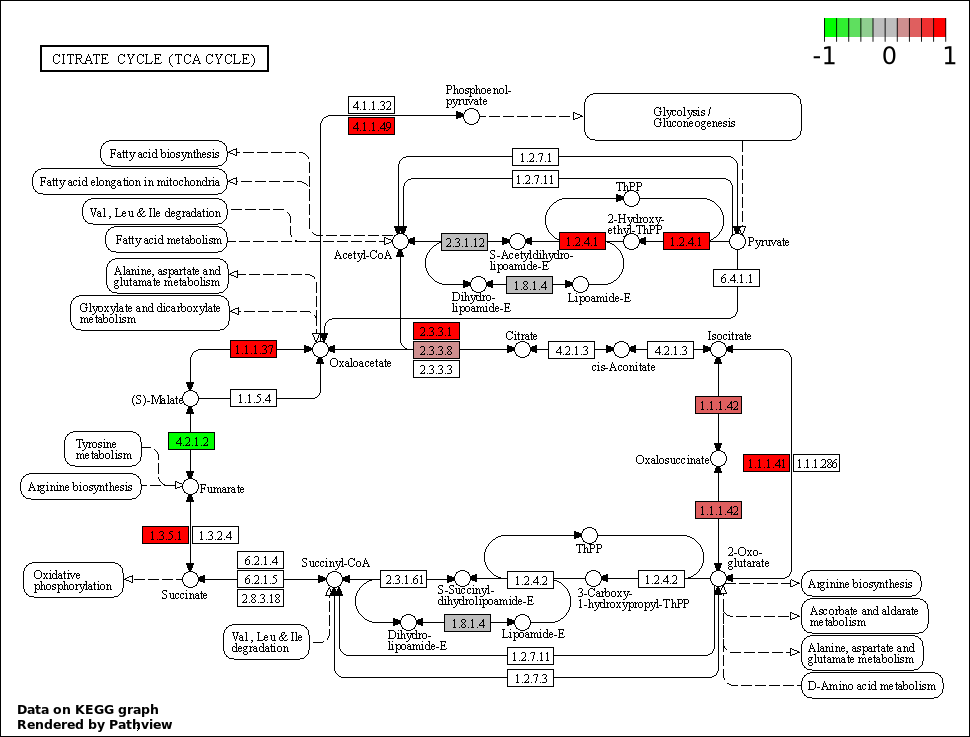 CITRATE CYCLE (TCA CYCLE)
-1 0 1
Phosphoenol-
pyruvate
4.1.1.32
4.1.1.49
Glycolysis /
Gluconeogenesis
Fatty acid biosynthesis
Fatty acid elongation in mitochondria
Val, Leu & Ile degradation
Fatty acid metabolism
Alanine, aspartate and
glutamate metabolism
Glyoxylate and dicarboxylate
metabolism
1.2.7.1
1.2.7.11
ThPP
2-Hydroxy-
ethyl-ThPP
Acetyl-CoA
2.3.1.12
1.2.4.1
1.2.4.1
Pyruvate
S-Acetyldihydro-
lipoamide-E
6.4.1.1
1.8.1.4
Dihydro-
lipoamide-E
Lipoamide-E
2.3.3.1
2.3.3.8
2.3.3.3
Citrate
Isocitrate
1.1.1.37
Oxaloacetate
4.2.1.3
4.2.1.3
cis-Aconitate
(S)-Malate
1.1.5.4
1.1.1.42
4.2.1.2
Tyrosine
metabolism
Oxalosuccinate
1.1.1.41
1.1.1.286
Arginine biosynthesis
Fumarate
1.1.1.42
1.3.5.1
1.3.2.4
ThPP
2-Oxo-
glutarate
Oxidative
phosphorylation
6.2.1.4
6.2.1.5
2.8.3.18
Succinate
Succinyl-CoA
2.3.1.61
1.2.4.2
1.2.4.2
S-Succinyl-
dihydrolipoamide-E
3-Carboxy-
1-hydroxypropyl-ThPP
Arginine biosynthesis
Ascorbate and aldarate
metabolism
Alanine, aspartate and
glutamate metabolism
D-Amino acid metabolism
Val, Leu & Ile
degradation
1.8.1.4
Dihydro-
lipoamide-E
Lipoamide-E
1.2.7.11
1.2.7.3
Data on KEGG graph
Rendered by Pathview